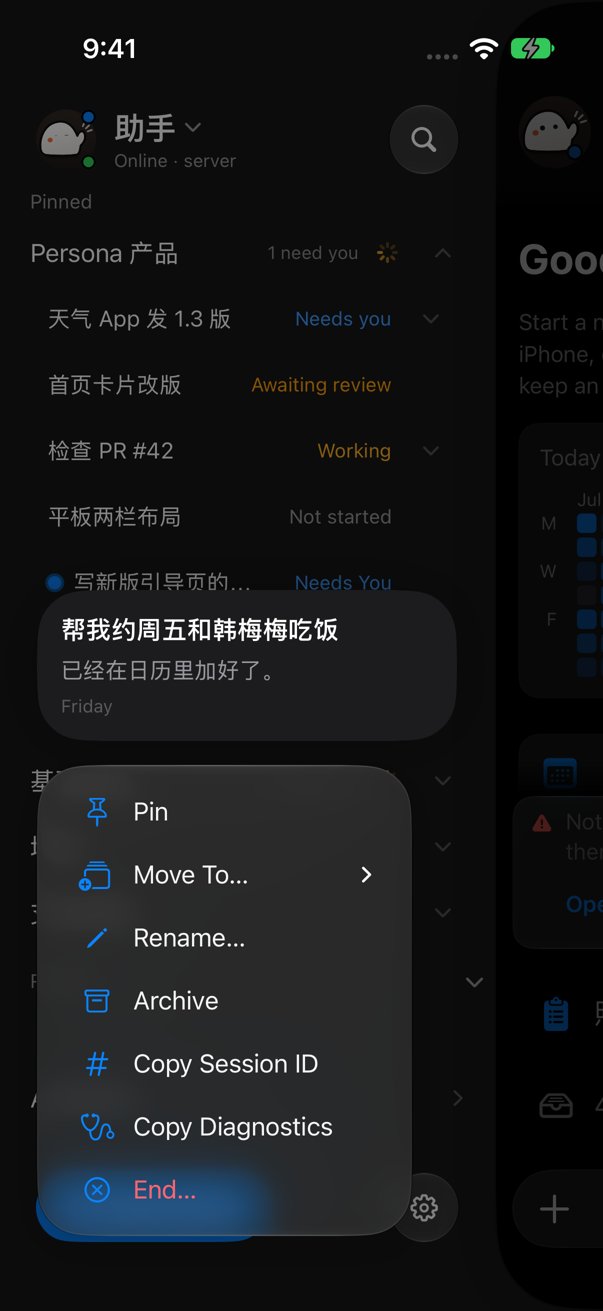 9:41
助手
Online · server
Pinned
Persona 产品
1 need you
天气 App 发 1.3 版
Needs you
首页卡片改版
Awaiting review
检查 PR #42
Working
平板两栏布局
Not started
写新版引导页的...
Needs You
帮我约周五和韩梅梅吃饭
已经在日历里加好了。
Friday
Pin
Move To...
Rename...
Archive
Copy Session ID
Copy Diagnostics
End...
Start a
iPhone,
keep an
Today
M
W
F